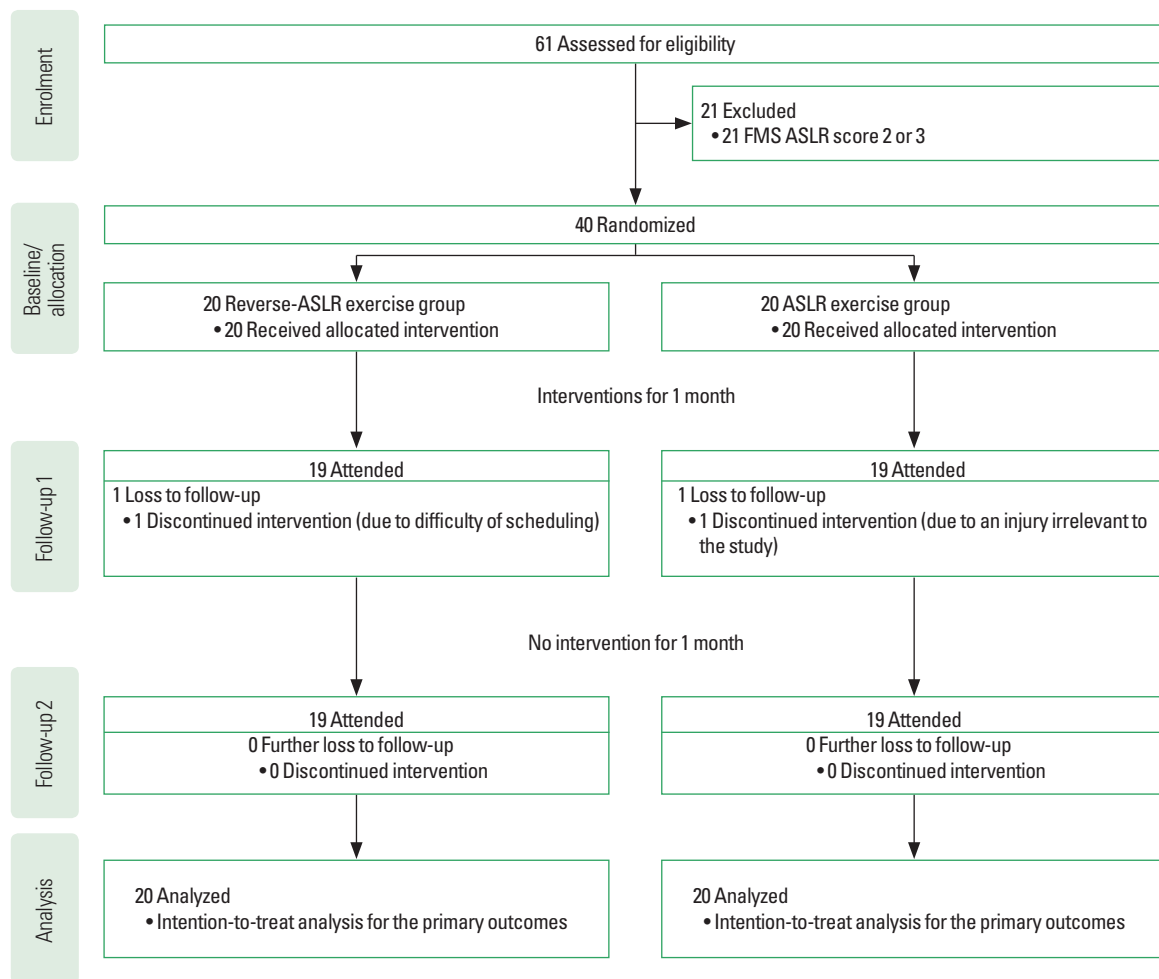 Enrolment
61 Assessed for eligibility
21 Excluded
• 21 FMS ASLR score 2 or 3
Baseline/
allocation
40 Randomized
20 Reverse-ASLR exercise group
• 20 Received allocated intervention
20 ASLR exercise group
• 20 Received allocated intervention
Interventions for 1 month
Follow-up 1
19 Attended
1 Loss to follow-up
• 1 Discontinued intervention (due to difficulty of scheduling)
19 Attended
1 Loss to follow-up
• 1 Discontinued intervention (due to an injury irrelevant to
the study)
No intervention for 1 month
Follow-up 2
19 Attended
0 Further loss to follow-up
• 0 Discontinued intervention
19 Attended
0 Further loss to follow-up
• 0 Discontinued intervention
Analysis
20 Analyzed
• Intention-to-treat analysis for the primary outcomes
20 Analyzed
• Intention-to-treat analysis for the primary outcomes